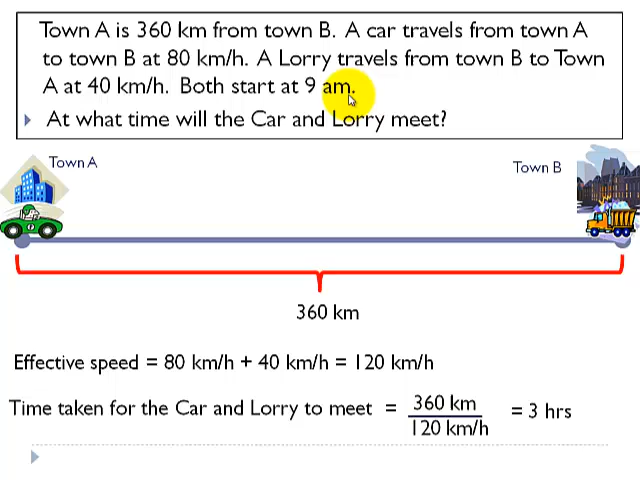 Town A is 360 km from town B. A car travels from town A
to town B at 80 km/h. A Lorry travels from town B to Town
A at 40 km/h. Both start at 9 am.
At what time will the Car and Lorry meet?
Town A
Town B
360 km
Effective speed = 80 km/h + 40 km/h = 120 km/h
Time taken for the Car and Lorry to meet = 360 km / 120 km/h = 3 hrs